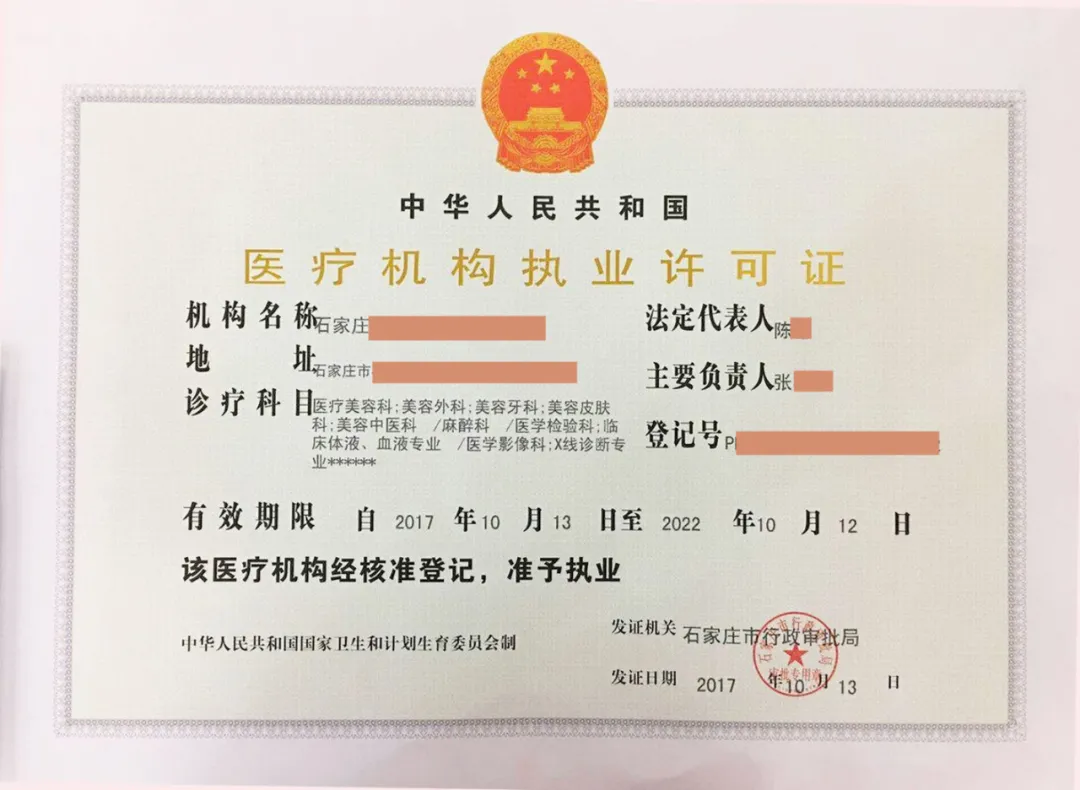 中华人民共和国
医疗机构执业许可证
机构名称 石家庄
法定代表人 陈
地 址 石家庄市
主要负责人 张
诊疗科目 医疗美容科;美容外科;美容牙科;美容皮肤
科;美容中医科 /麻醉科 /医学检验科;临
床体液、血液专业 /医学影像科;X线诊断专
业******
登记号 P
有效期限 自 2017 年 10 月 13 日至 2022 年 10 月 12 日
该医疗机构经核准登记，准予执业
中华人民共和国国家卫生和计划生育委员会制
发证机关 石家庄市行政审批局
发证日期 2017 年 10 月 13 日